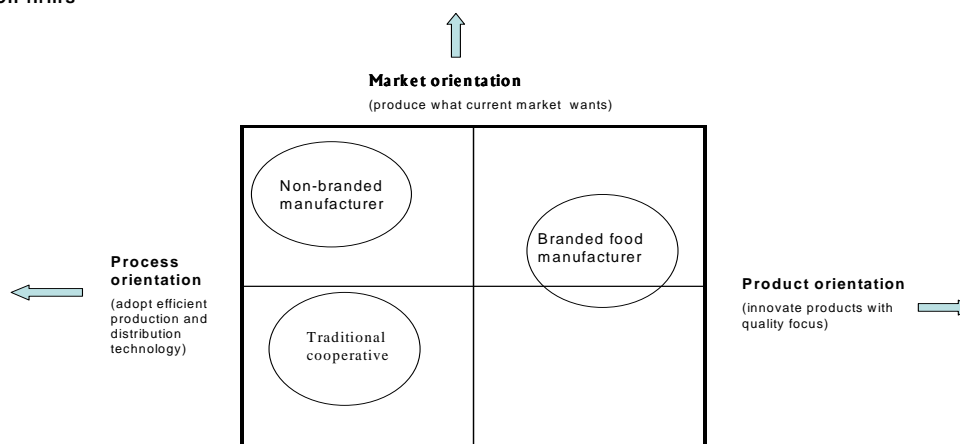 Market orientation
(produce what current market wants)
Non-branded
manufacturer
Branded food
manufacturer
Process
orientation
(adopt efficient
production and
distribution
technology)
Product orientation
(innovate products with
quality focus)
Traditional
cooperative